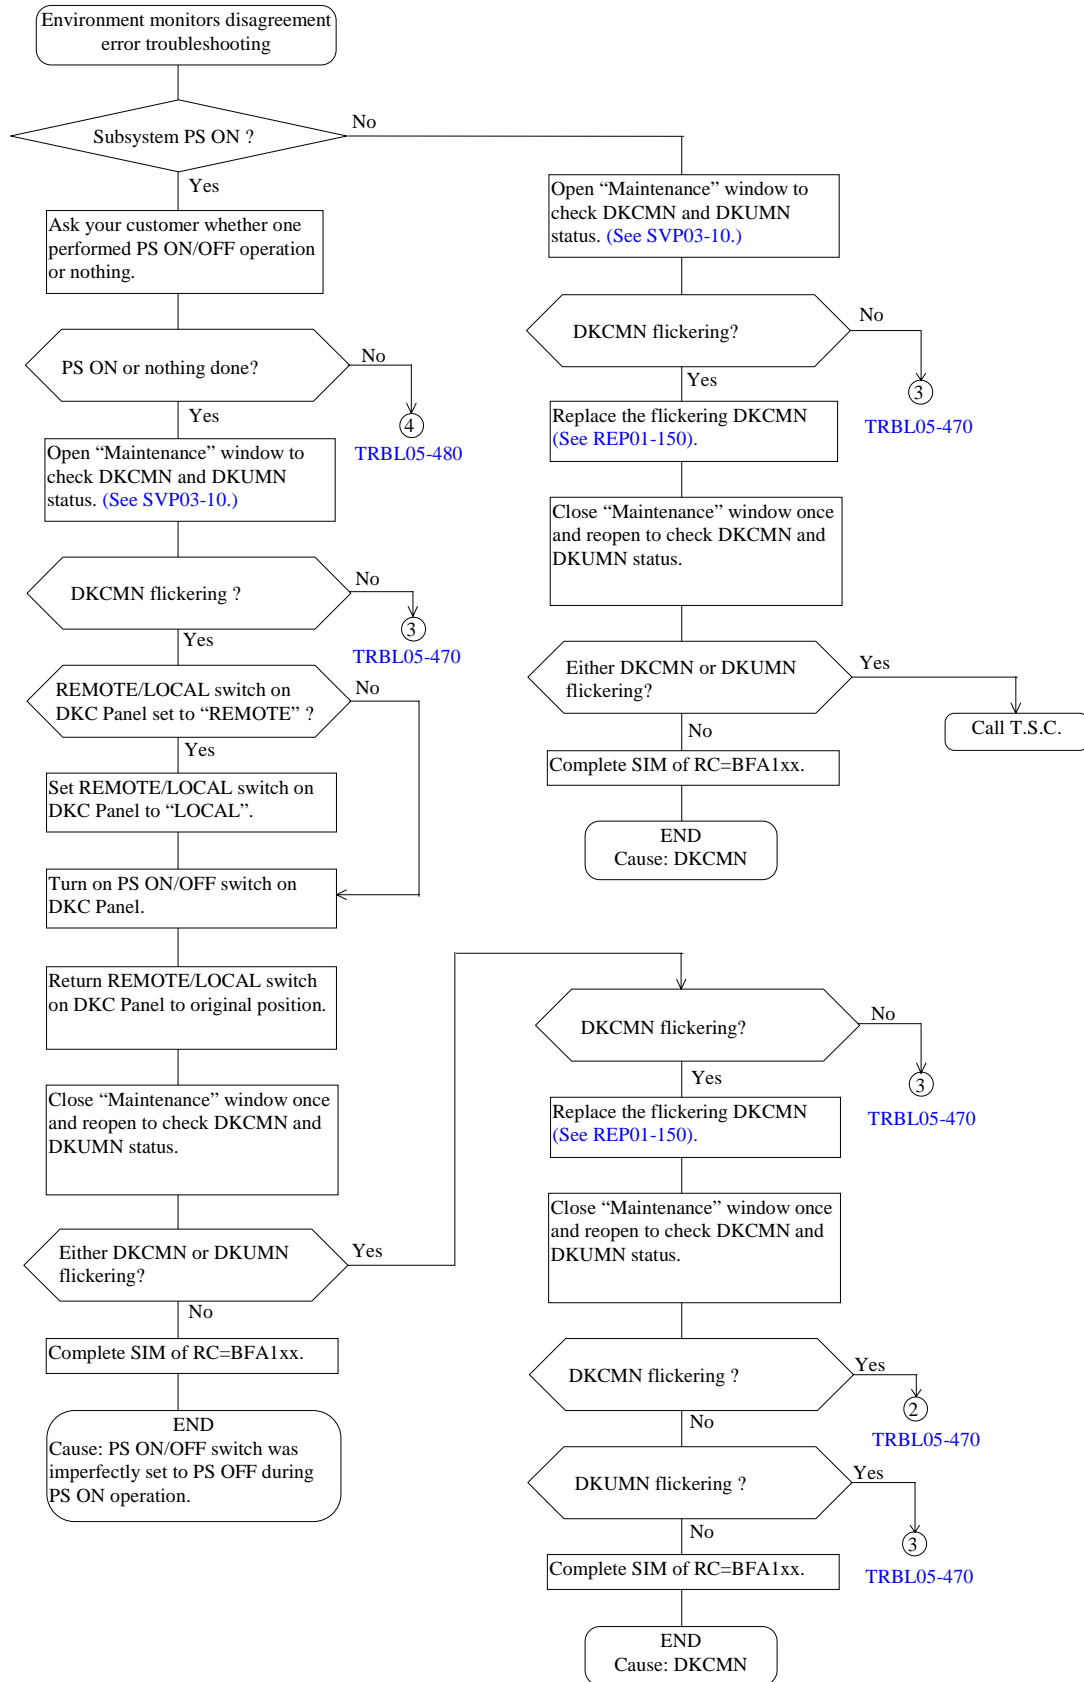 Environment monitors disagreement
error troubleshooting
Subsystem PS ON ?
No
Yes
Ask your customer whether one
performed PS ON/OFF operation
or nothing.
PS ON or nothing done?
No
4
TRBL05-480
Yes
Open “Maintenance” window to
check DKCMN and DKUMN
status. (See SVP03-10.)
DKCMN flickering ?
No
3
TRBL05-470
Yes
REMOTE/LOCAL switch on
DKC Panel set to “REMOTE” ?
No
Yes
Set REMOTE/LOCAL switch on
DKC Panel to “LOCAL”.
Turn on PS ON/OFF switch on
DKC Panel.
Return REMOTE/LOCAL switch
on DKC Panel to original position.
Close “Maintenance” window once
and reopen to check DKCMN and
DKUMN status.
Either DKCMN or DKUMN
flickering?
Yes
No
Complete SIM of RC=BFA1xx.
END
Cause: PS ON/OFF switch was
imperfectly set to PS OFF during
PS ON operation.
Open “Maintenance” window to
check DKCMN and DKUMN
status. (See SVP03-10.)
DKCMN flickering?
No
3
TRBL05-470
Yes
Replace the flickering DKCMN
(See REP01-150).
Close “Maintenance” window once
and reopen to check DKCMN and
DKUMN status.
Either DKCMN or DKUMN
flickering?
Yes
Call T.S.C.
No
Complete SIM of RC=BFA1xx.
END
Cause: DKCMN
DKCMN flickering?
No
3
TRBL05-470
Yes
Replace the flickering DKCMN
(See REP01-150).
Close “Maintenance” window once
and reopen to check DKCMN and
DKUMN status.
DKCMN flickering ?
Yes
2
TRBL05-470
No
DKUMN flickering ?
Yes
3
TRBL05-470
No
Complete SIM of RC=BFA1xx.
END
Cause: DKCMN